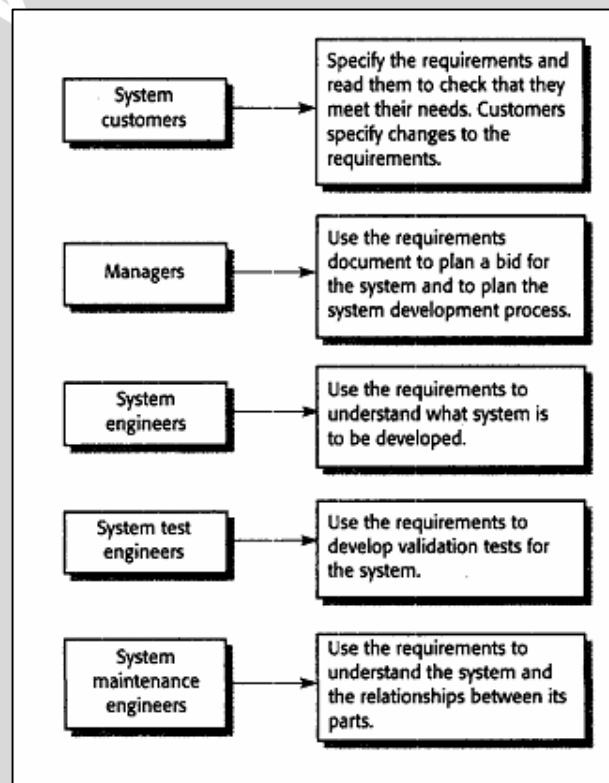 System
customers
Specify the requirements and
read them to check that they
meet their needs. Customers
specify changes to the
requirements.
Managers
Use the requirements
document to plan a bid for
the system and to plan the
system development process.
System
engineers
Use the requirements to
understand what system is
to be developed.
System test
engineers
Use the requirements to
develop validation tests for
the system.
System
maintenance
engineers
Use the requirements to
understand the system and
the relationships between its
parts.